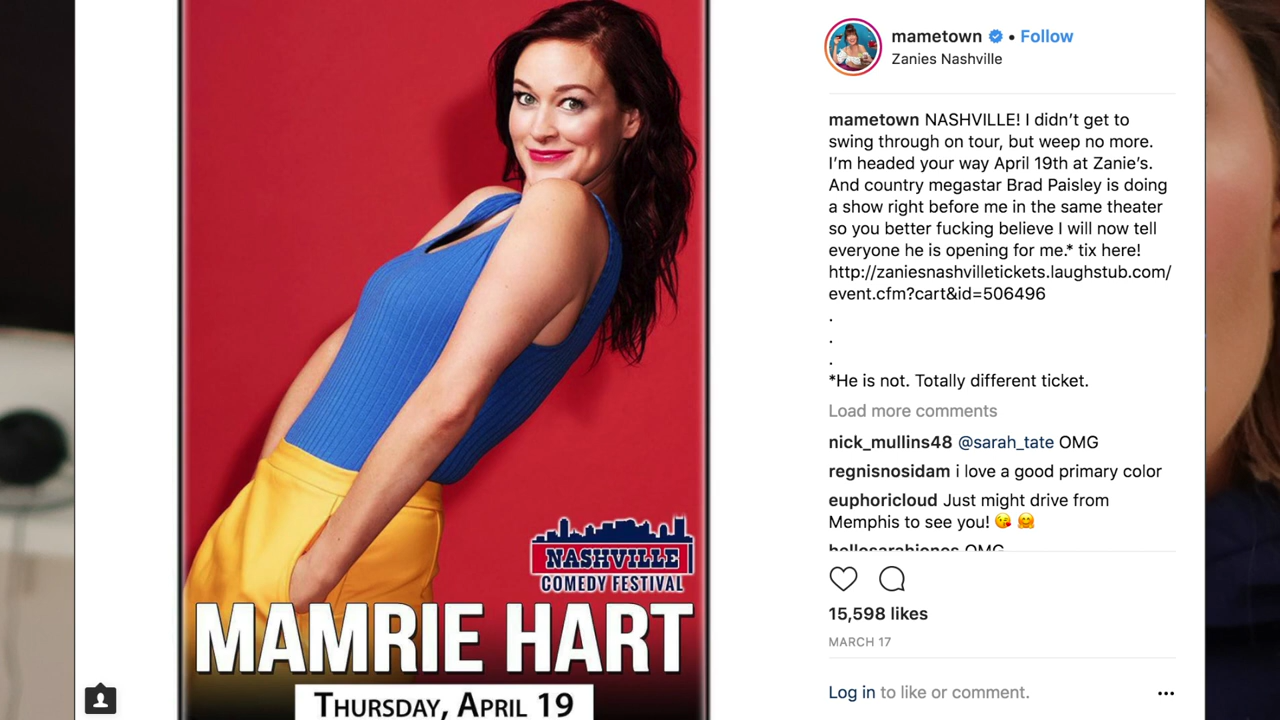 mametown • Follow
Zanies Nashville
mametown NASHVILLE! I didn’t get to
swing through on tour, but weep no more.
I’m headed your way April 19th at Zanie’s.
And country megastar Brad Paisley is doing
a show right before me in the same theater
so you better fucking believe I will now tell
everyone he is opening for me.* tix here!
http://zaniesnashvilletickets.laughstub.com/
event.cfm?cart&id=506496
.
.
.
*He is not. Totally different ticket.
Load more comments
nick_mullins48 @sarah_tate OMG
regnisnosidam i love a good primary color
euphoricloud Just might drive from
Memphis to see you! 😘 🤗
15,598 likes
MARCH 17
Log in to like or comment.
NASHVILLE
COMEDY FESTIVAL
MAMRIE HART
THURSDAY, APRIL 19